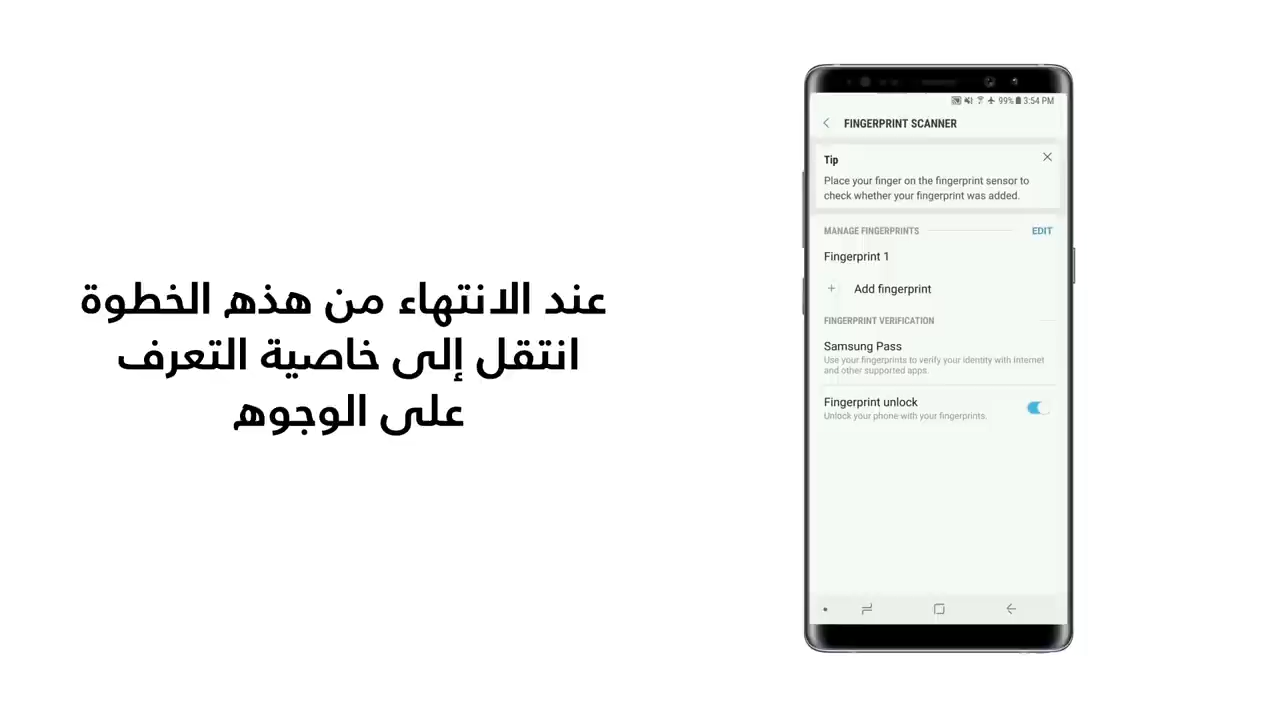 عند الانتهاء من هذه الخطوة
انتقل إلى خاصية التعرف
على الوجوه
99% 3:54 PM
FINGERPRINT SCANNER
Tip
Place your finger on the fingerprint sensor to
check whether your fingerprint was added.
MANAGE FINGERPRINTS EDIT
Fingerprint 1
+ Add fingerprint
FINGERPRINT VERIFICATION
Samsung Pass
Use your fingerprints to verify your identity with Internet
and other supported apps.
Fingerprint unlock
Unlock your phone with your fingerprints.